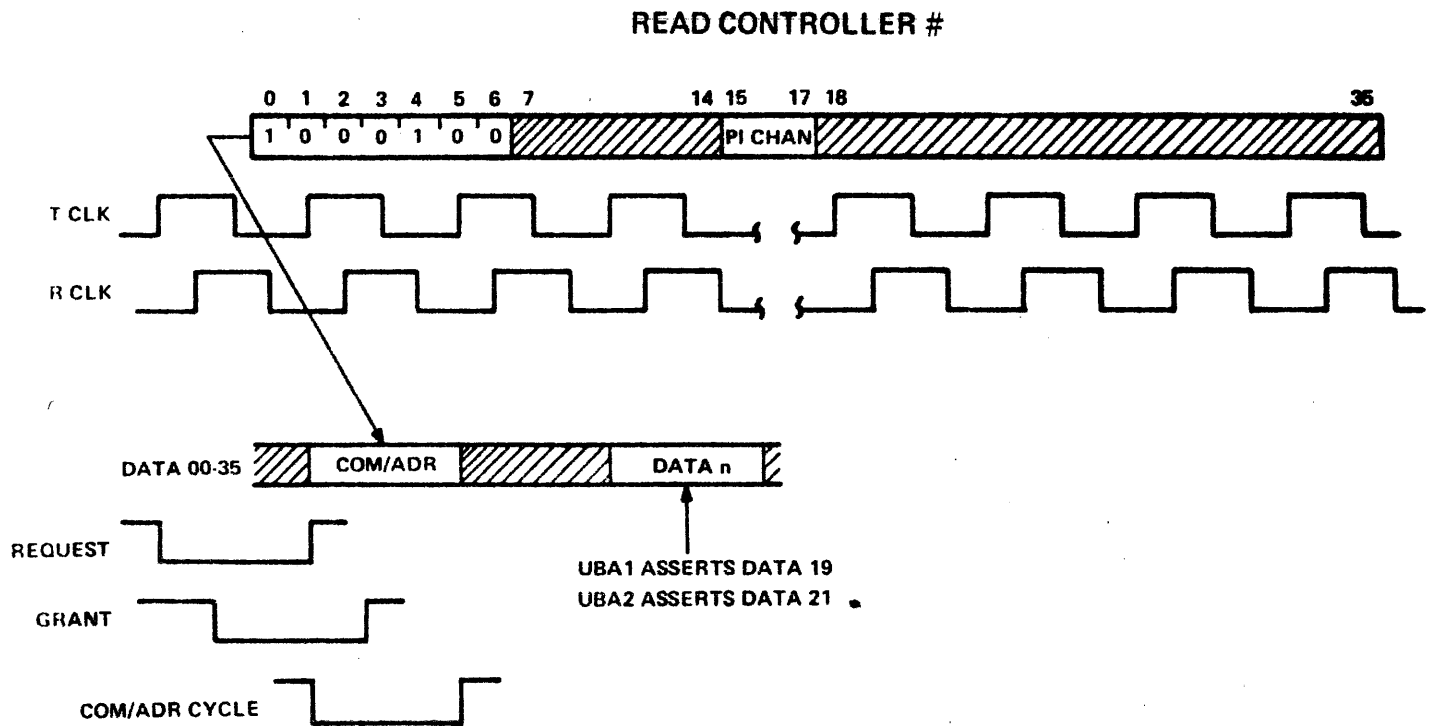 READ CONTROLLER #
0 1 2 3 4 5 6 7 14 15 17 18 35
1 0 0 0 1 0 0 PI CHAN
T CLK
R CLK
DATA 00-35 COM/ADR DATA n
REQUEST
UBA1 ASSERTS DATA 19
UBA2 ASSERTS DATA 21
GRANT
COM/ADR CYCLE